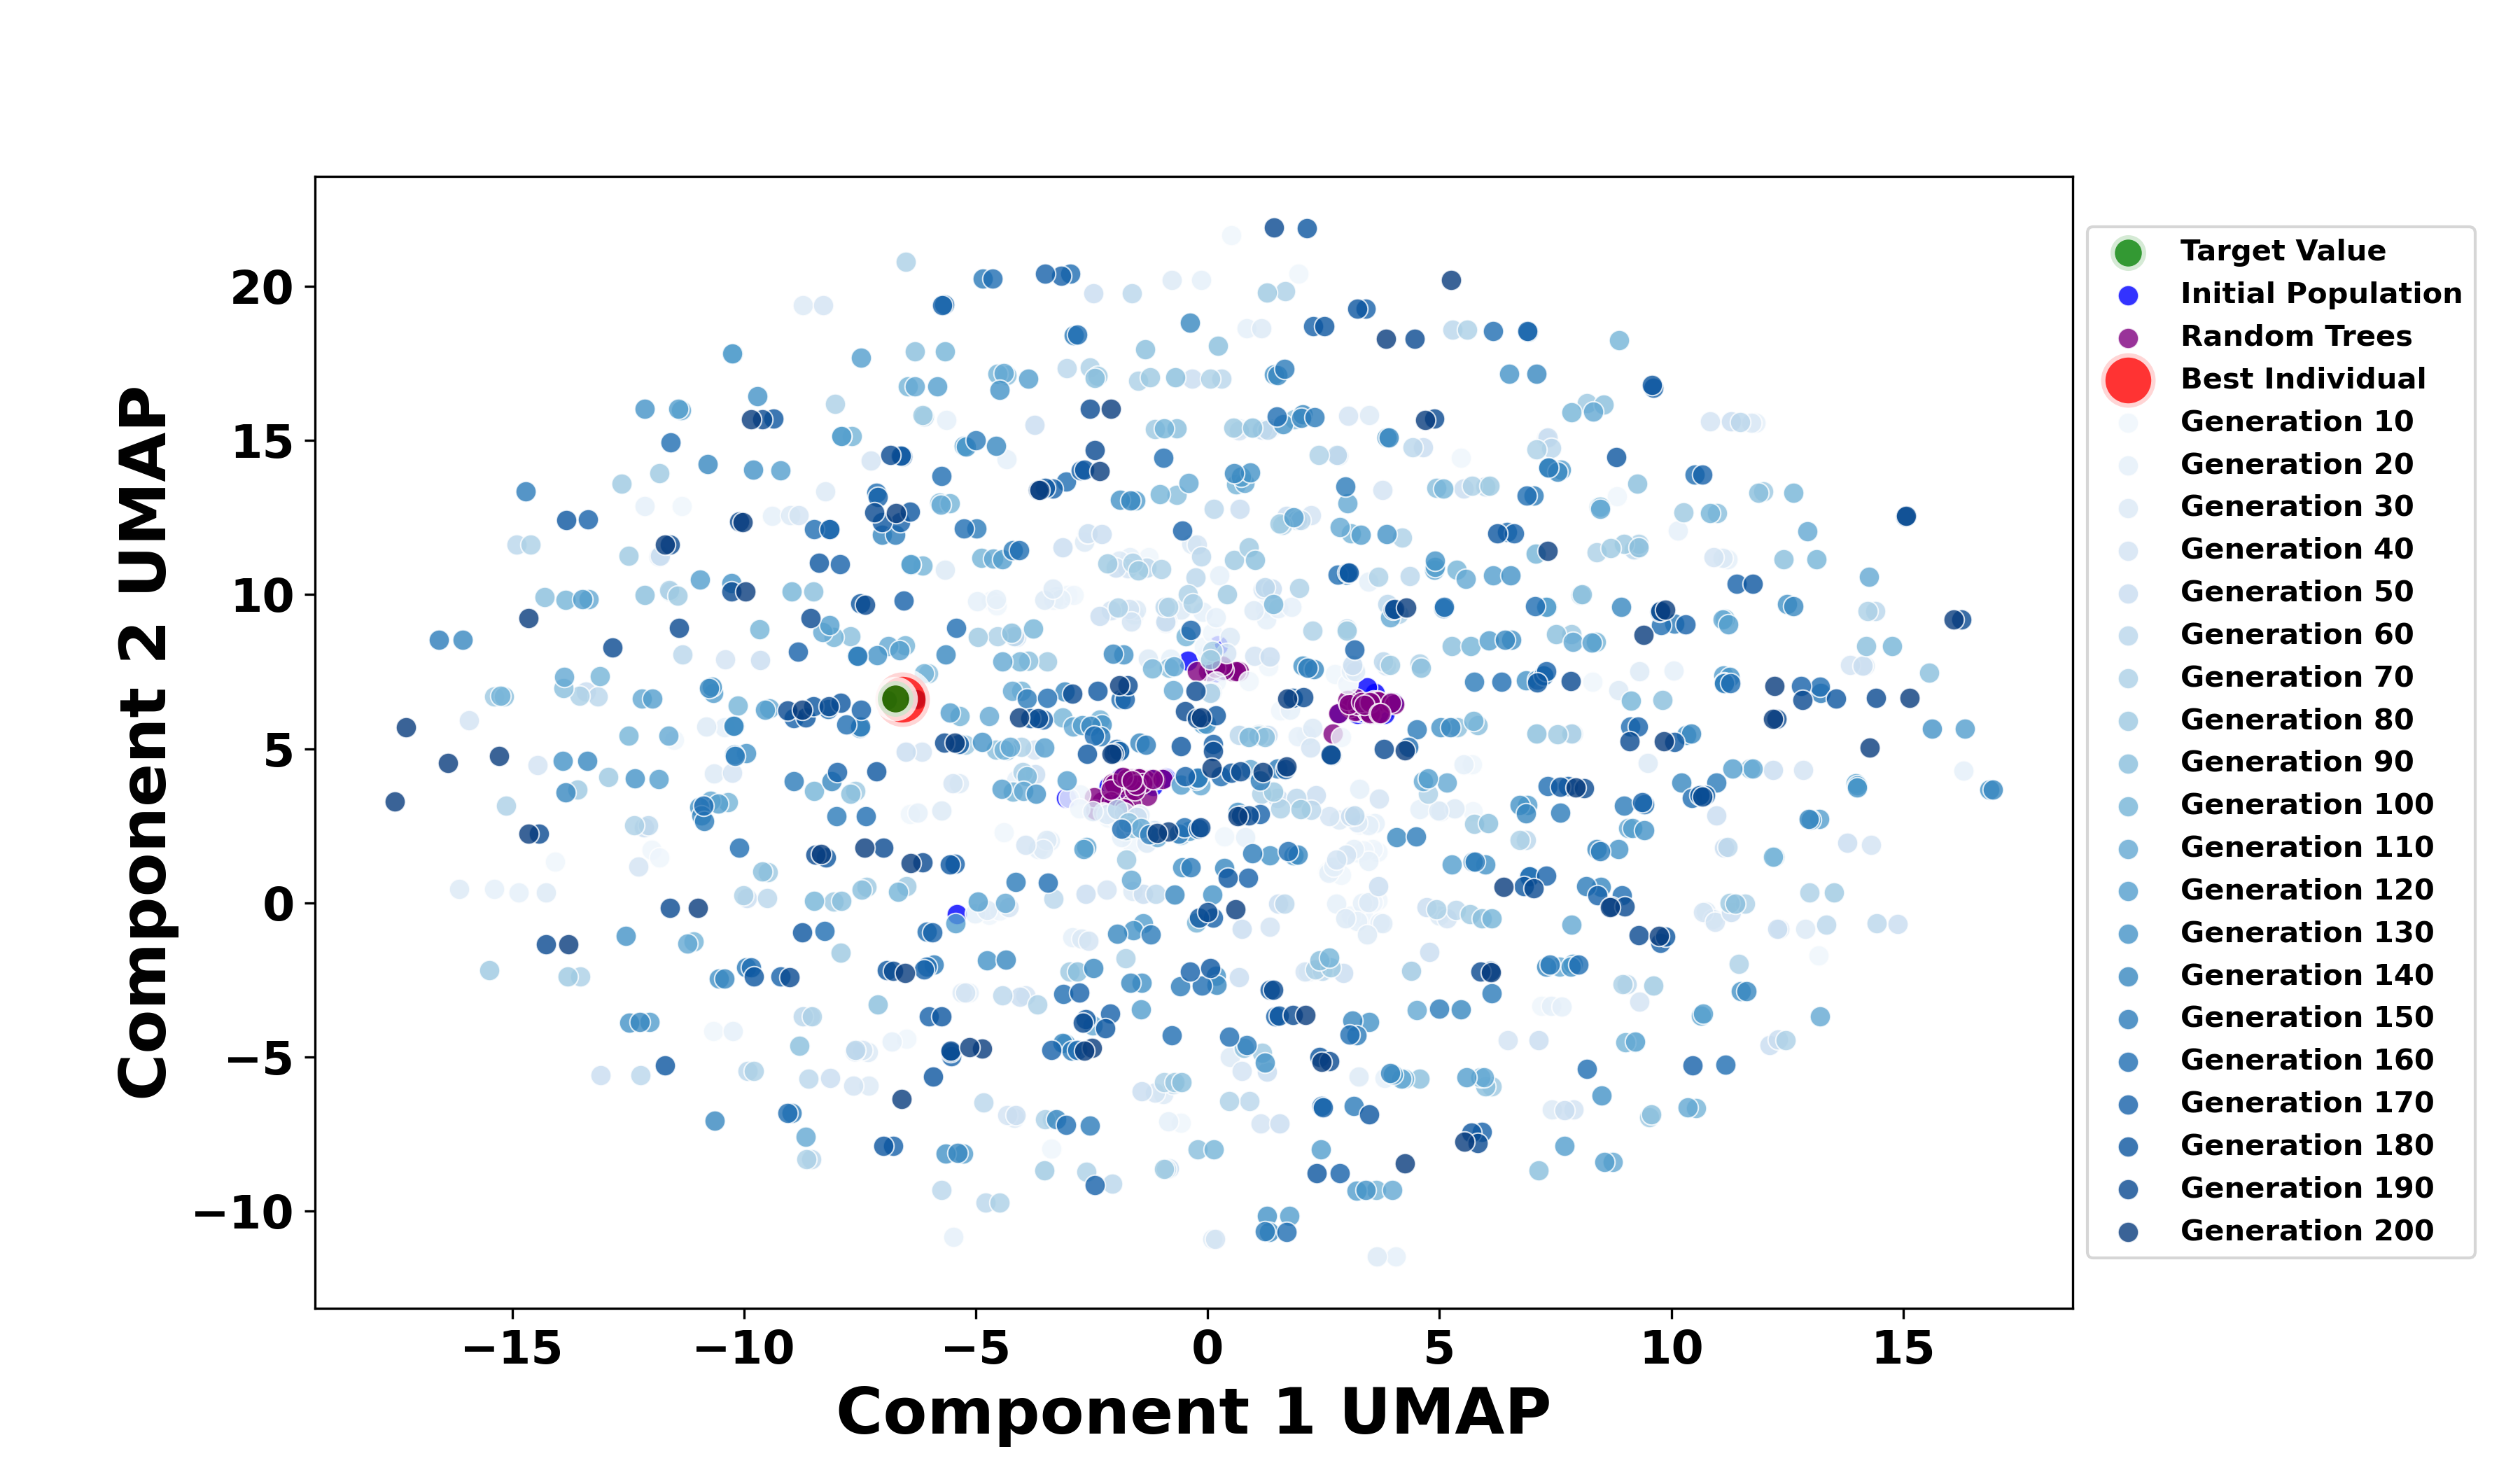 Component 2 UMAP
20
15
10
5
0
−5
−10
−15
−10
−5
0
5
10
15
Component 1 UMAP
Target Value
Initial Population
Random Trees
Best Individual
Generation 10
Generation 20
Generation 30
Generation 40
Generation 50
Generation 60
Generation 70
Generation 80
Generation 90
Generation 100
Generation 110
Generation 120
Generation 130
Generation 140
Generation 150
Generation 160
Generation 170
Generation 180
Generation 190
Generation 200